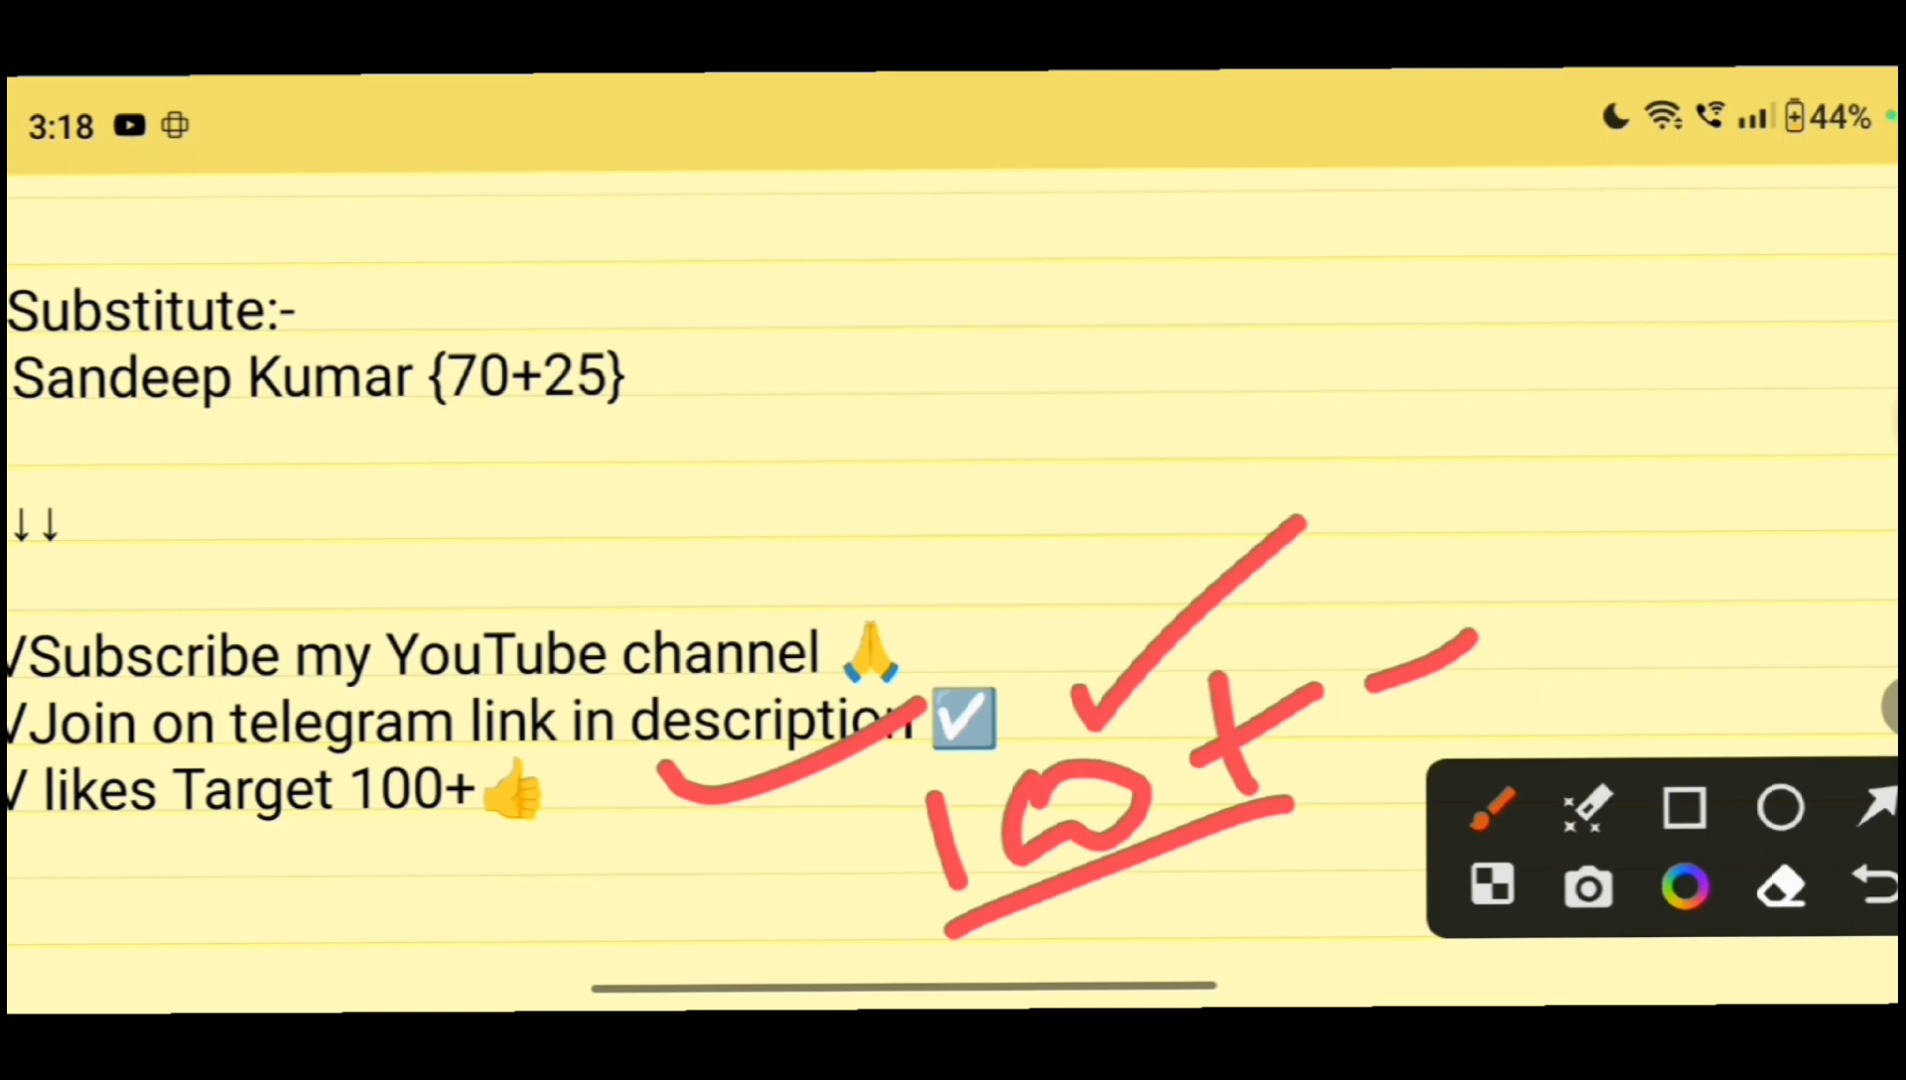 3:18 44%
Substitute:-
Sandeep Kumar {70+25}
↓↓
√Subscribe my YouTube channel 🙏
√Join on telegram link in description ☑️
√ likes Target 100+👍
100+